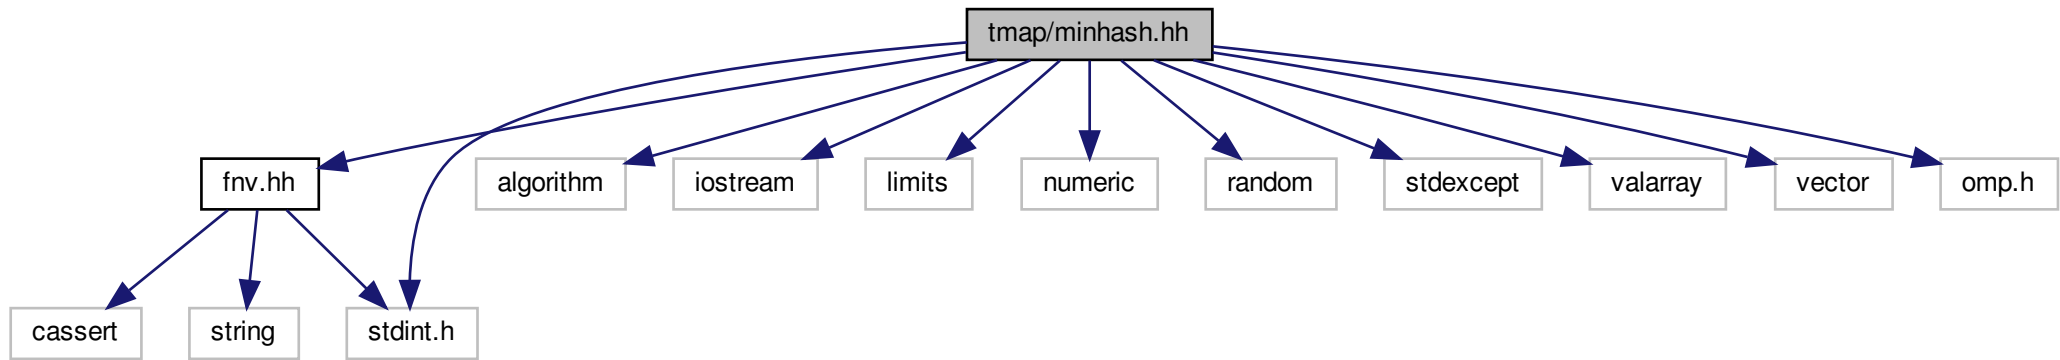 tmap/minhash.hh
fnv.hh
algorithm
iostream
limits
numeric
random
stdexcept
valarray
vector
omp.h
cassert
string
stdint.h